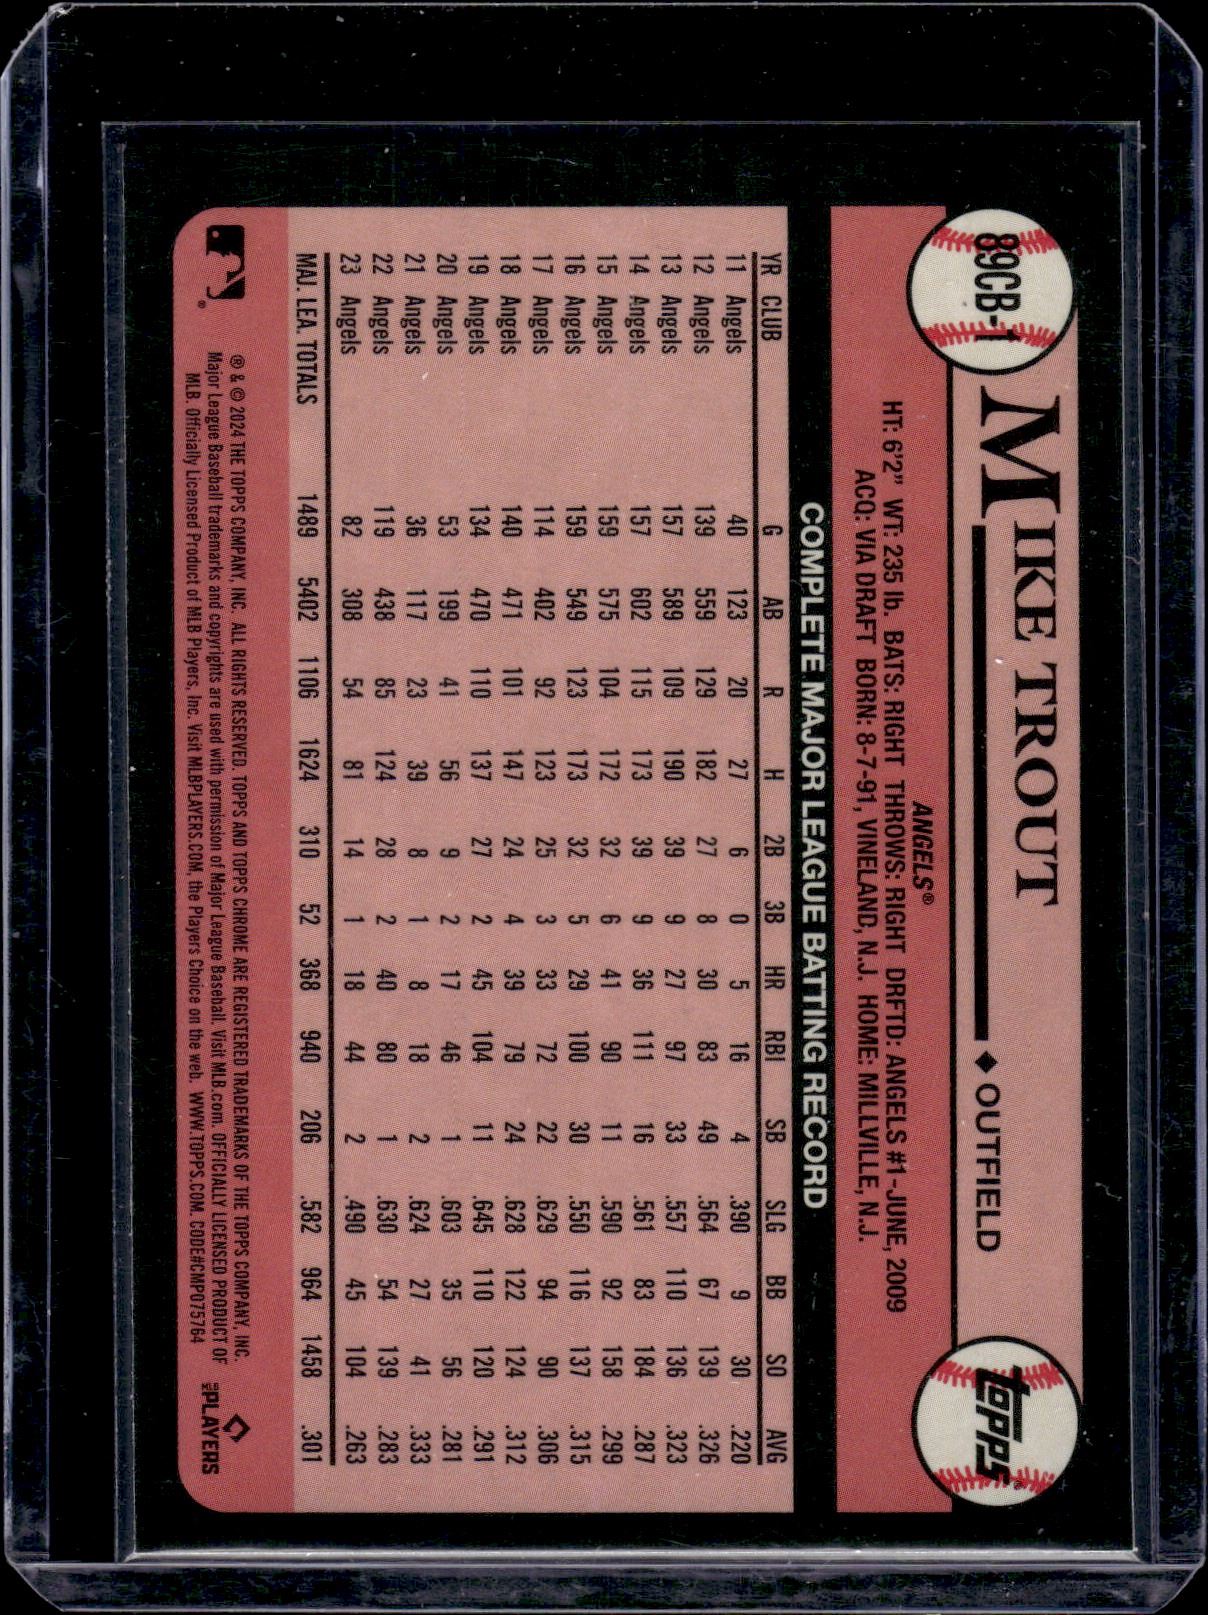 89CB-1
MIKE TROUT
◆ OUTFIELD
TOPPS
ANGELS®
HT: 6'2" WT: 235 lb. BATS: RIGHT THROWS: RIGHT DRFTD: ANGELS #1-JUNE, 2009
ACQ: VIA DRAFT BORN: 8-7-91, VINELAND, N.J. HOME: MILLVILLE, N.J.
COMPLETE MAJOR LEAGUE BATTING RECORD
YR CLUB G AB R H 2B 3B HR RBI SB SLG BB SO AVG
11 Angels 40 123 20 27 6 0 5 16 4 .390 9 30 .220
12 Angels 139 559 129 182 27 8 30 83 49 .564 67 139 .326
13 Angels 157 589 109 190 39 9 27 97 33 .557 110 136 .323
14 Angels 157 602 115 173 39 9 36 111 16 .561 83 184 .287
15 Angels 159 575 104 172 32 6 41 90 11 .590 92 158 .299
16 Angels 159 549 123 173 32 5 29 100 30 .550 116 137 .315
17 Angels 114 402 92 123 25 3 33 72 22 .629 94 90 .306
18 Angels 140 471 101 147 24 4 39 79 24 .628 122 124 .312
19 Angels 134 470 110 137 27 2 45 104 11 .645 110 120 .291
20 Angels 53 199 41 56 9 2 17 46 1 .603 35 56 .281
21 Angels 36 117 23 39 8 1 8 18 2 .624 27 41 .333
22 Angels 119 438 85 124 28 2 40 80 1 .630 54 139 .283
23 Angels 82 308 54 81 14 1 18 44 2 .490 45 104 .263
MAJ. LEA. TOTALS 1489 5402 1106 1624 310 52 368 940 206 .582 964 1458 .301
® & © 2024 THE TOPPS COMPANY, INC. ALL RIGHTS RESERVED. TOPPS AND TOPPS CHROME ARE REGISTERED TRADEMARKS OF THE TOPPS COMPANY, INC.
Major League Baseball trademarks and copyrights are used with permission of Major League Baseball. Visit MLB.com. OFFICIALLY LICENSED PRODUCT OF
MLB. Officially Licensed Product of MLB Players, Inc. Visit MLBPLAYERS.COM, the Players Choice on the web. WWW.TOPPS.COM. CODE#CMP075764
MLB PLAYERS